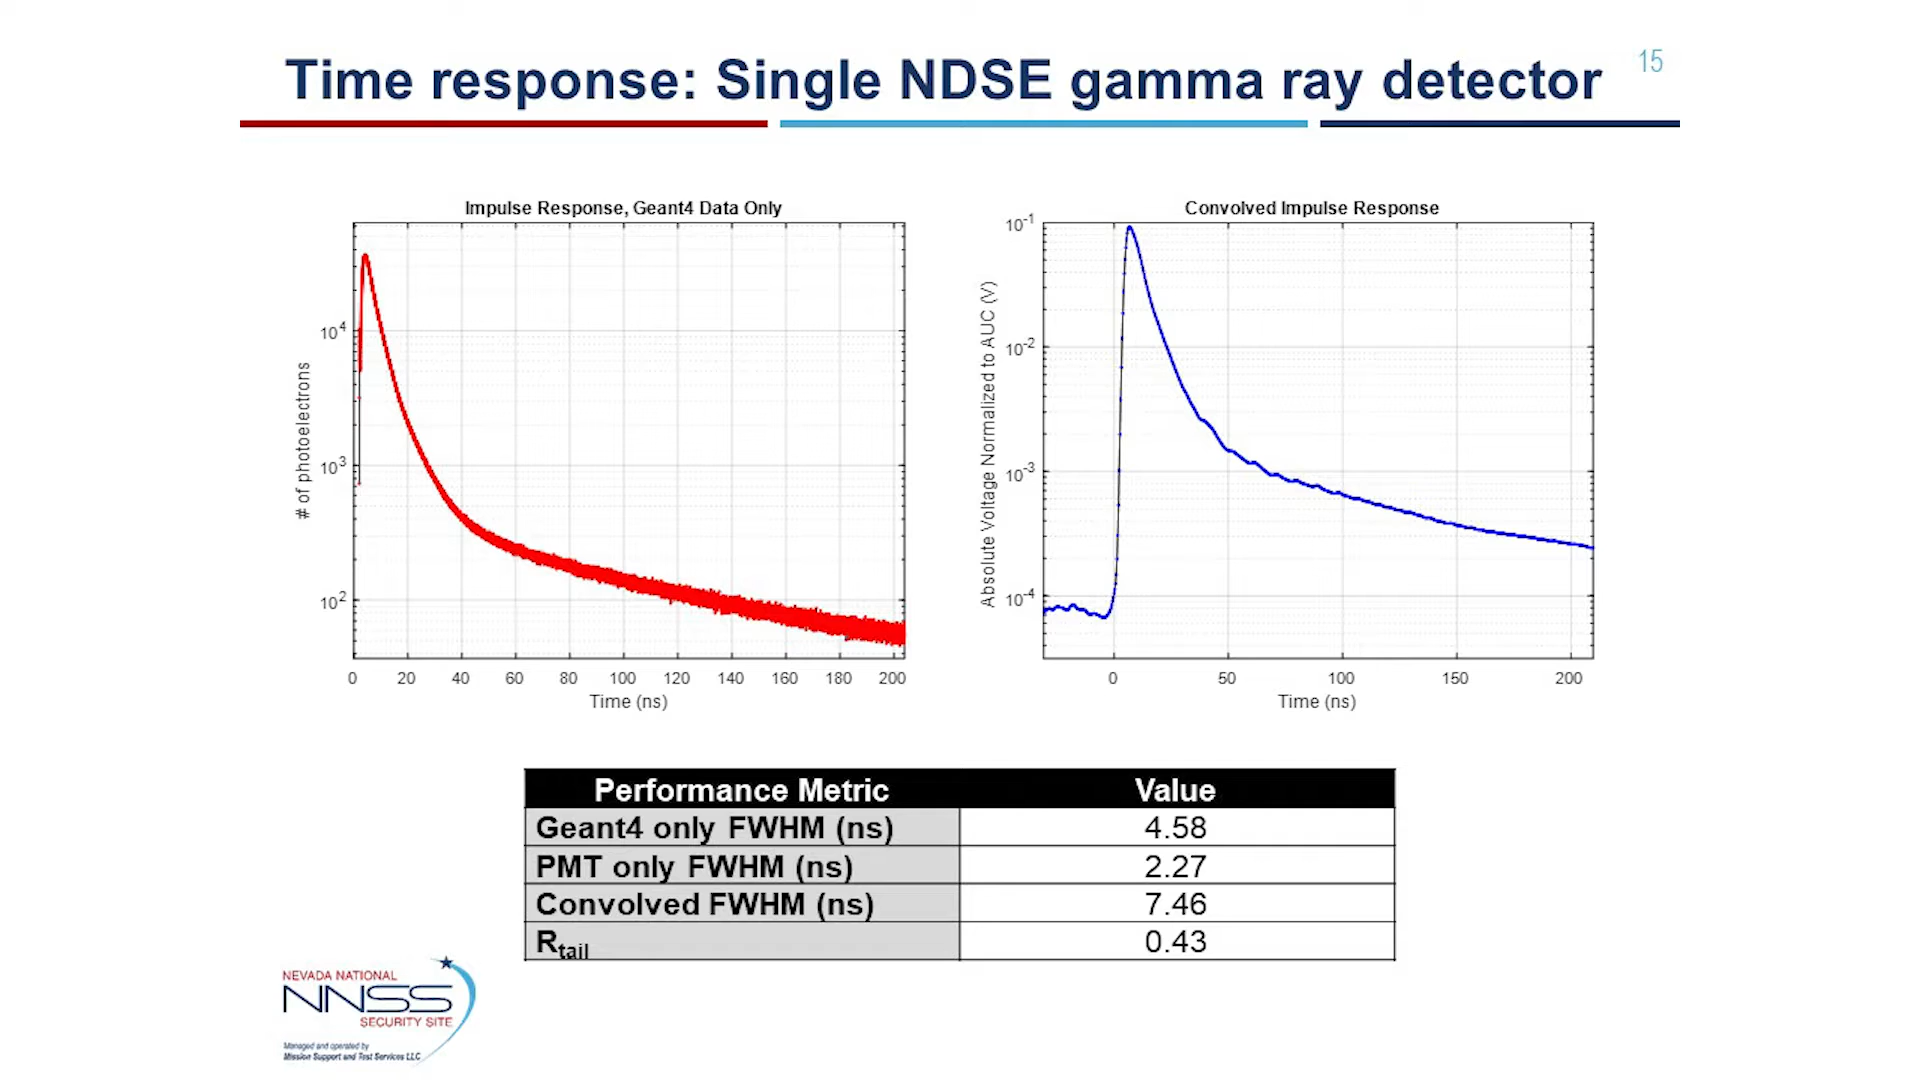 Time response: Single NDSE gamma ray detector
15
Impulse Response, Geant4 Data Only
# of photoelectrons
10^4
10^3
10^2
0 20 40 60 80 100 120 140 160 180 200
Time (ns)
Convolved Impulse Response
Absolute Voltage Normalized to AUC (V)
10^-1
10^-2
10^-3
10^-4
0 50 100 150 200
Time (ns)
Performance Metric Value
Geant4 only FWHM (ns) 4.58
PMT only FWHM (ns) 2.27
Convolved FWHM (ns) 7.46
R_tail 0.43
NEVADA NATIONAL
NNSS
SECURITY SITE
Managed and operated by
Mission Support and Test Services LLC